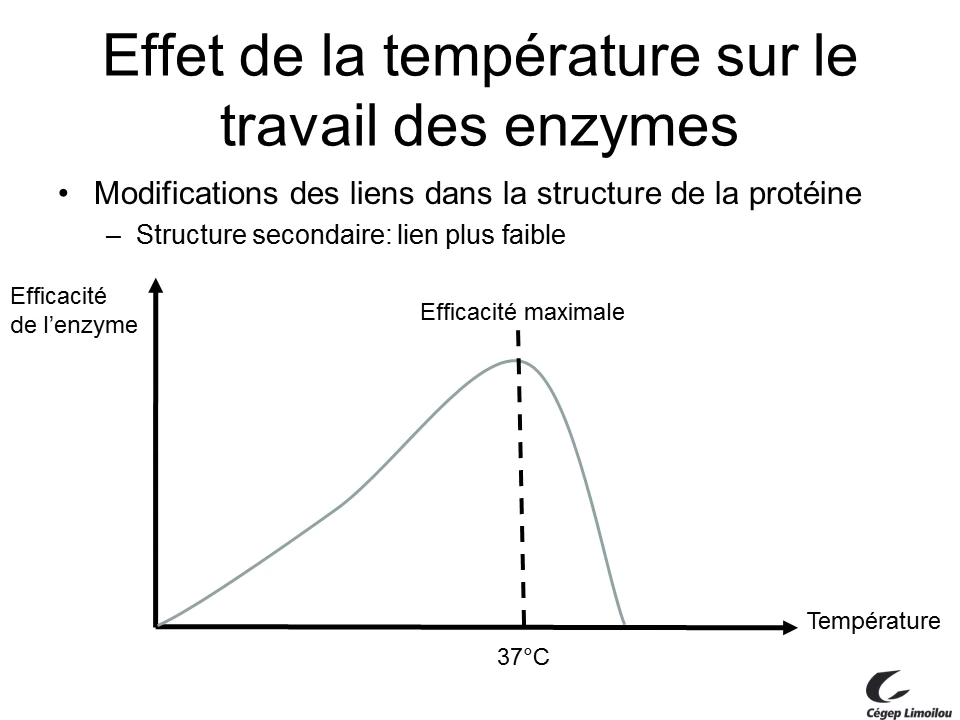 Effet de la température sur le
travail des enzymes
• Modifications des liens dans la structure de la protéine
– Structure secondaire: lien plus faible
Efficacité
de l’enzyme
Efficacité maximale
Température
37°C
Cégep Limoilou